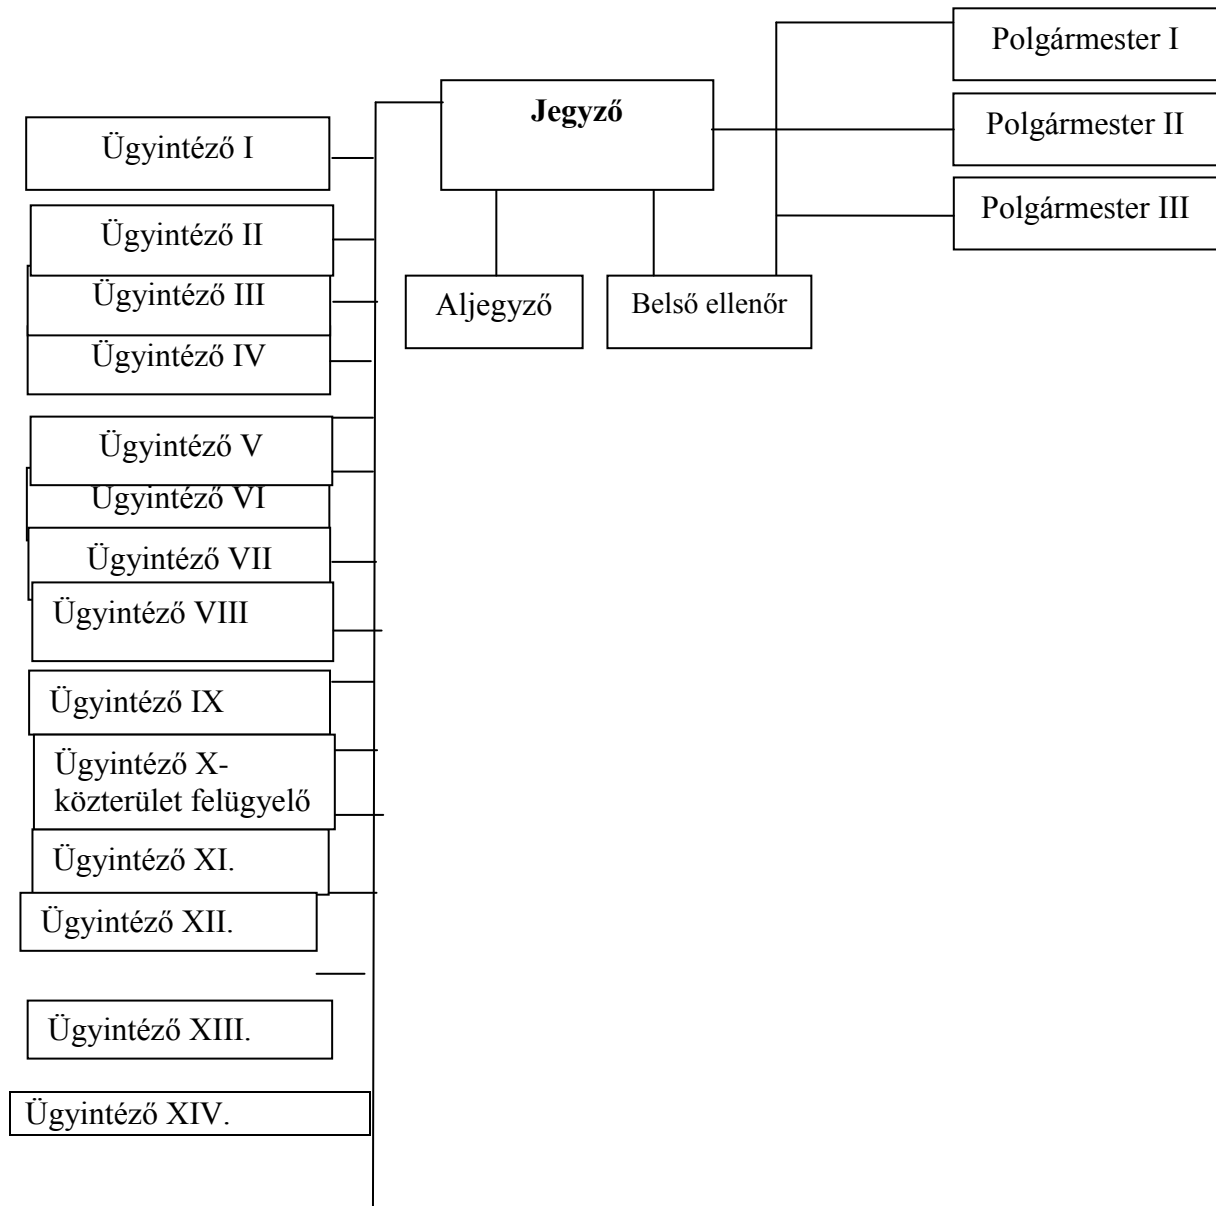 Polgármester I
Jegyző
Polgármester II
Polgármester III
Ügyintéző I
Ügyintéző II
Ügyintéző III
Ügyintéző IV
Aljegyző
Belső ellenőr
Ügyintéző V
Ügyintéző VI
Ügyintéző VII
Ügyintéző VIII
Ügyintéző IX
Ügyintéző X-
közterület felügyelő
Ügyintéző XI.
Ügyintéző XII.
Ügyintéző XIII.
Ügyintéző XIV.